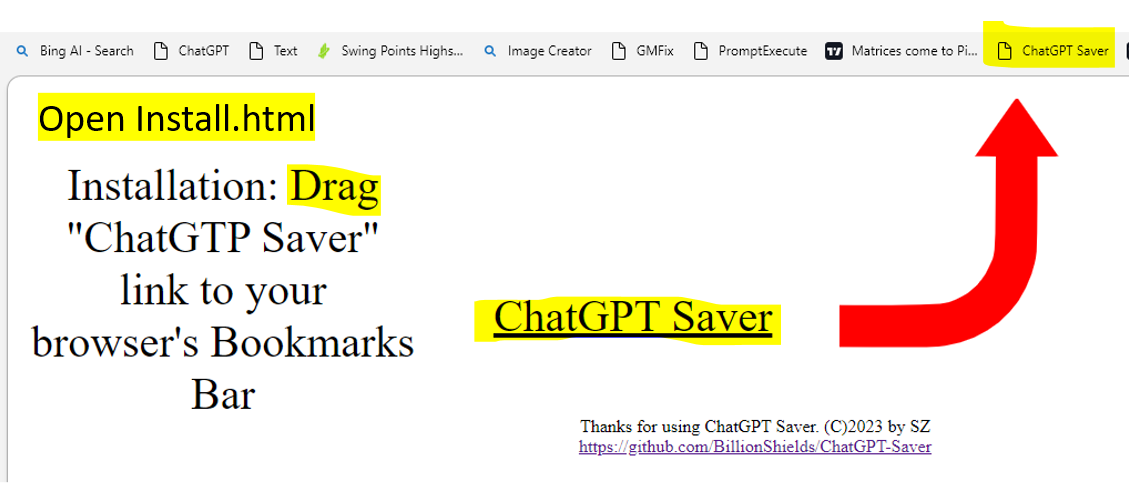 Bing AI - Search ChatGPT Text Swing Points Highs... Image Creator GMFix PromptExecute Matrices come to Pi... ChatGPT Saver
Open Install.html
Installation: Drag
"ChatGTP Saver"
link to your
browser's Bookmarks
Bar
ChatGPT Saver
Thanks for using ChatGPT Saver. (C)2023 by SZ
https://github.com/BillionShields/ChatGPT-Saver